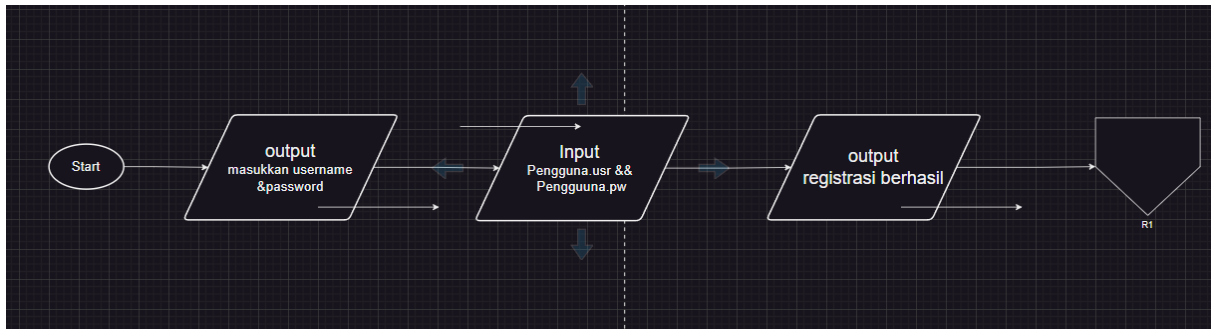 Start
output
masukkan username
&password
Input
Pengguna.usr &&
Pengguuna.pw
output
registrasi berhasil
R1